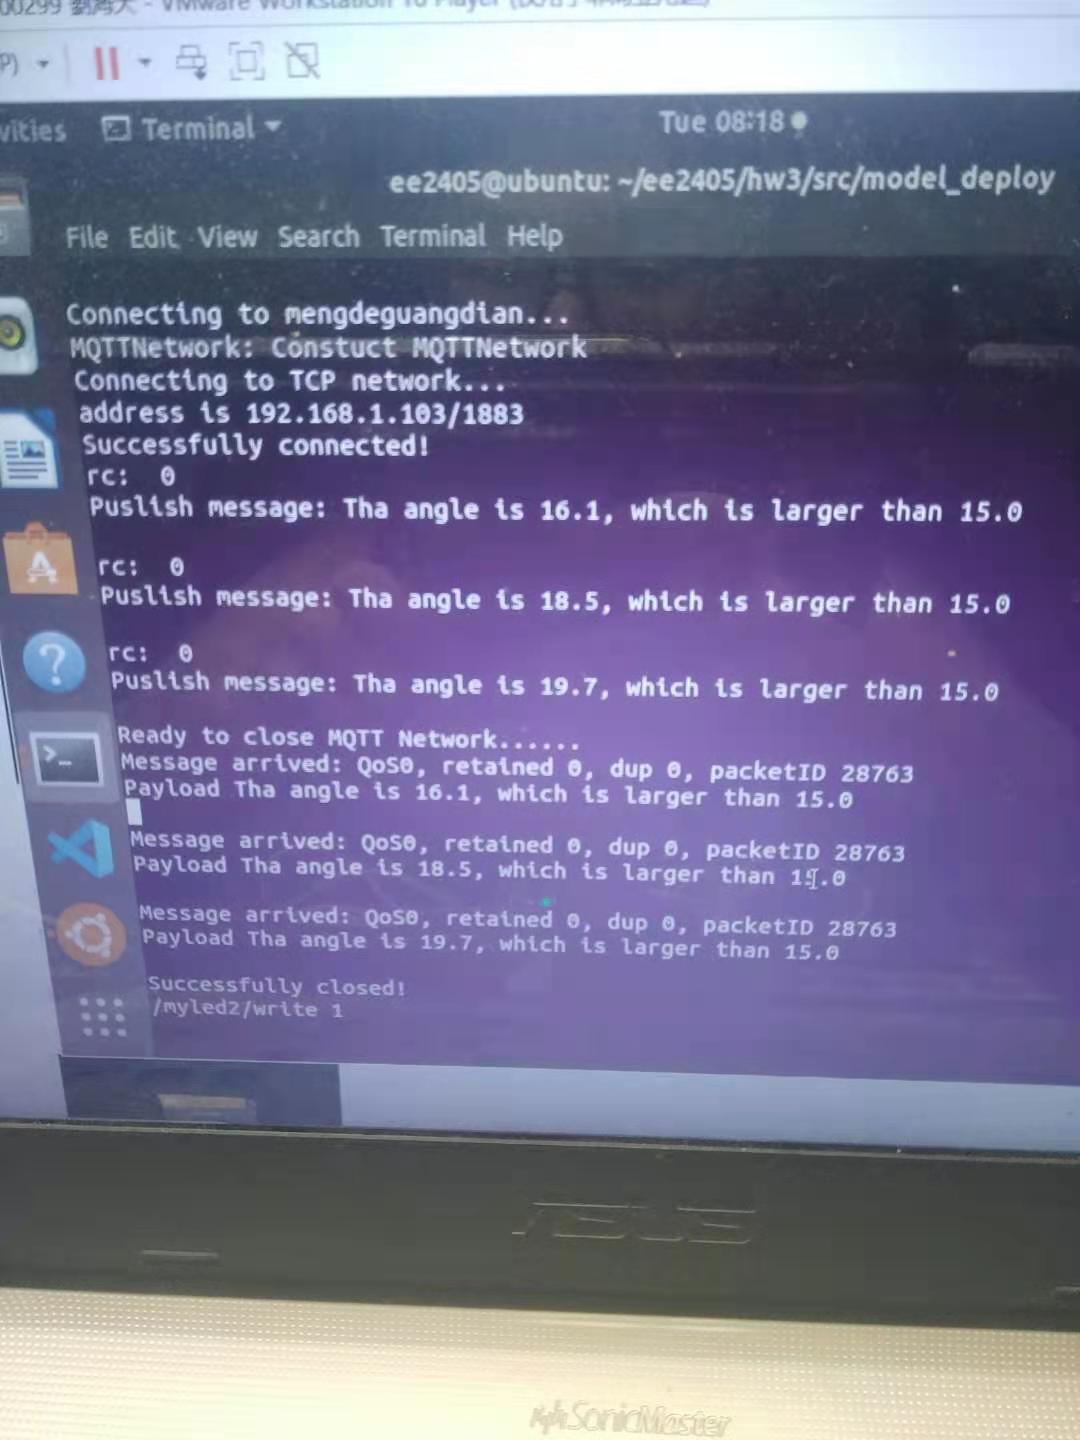 00299
- VMware Workstation 16 Player
P)
vities
Terminal
Tue 08:18
ee2405@ubuntu: ~/ee2405/hw3/src/model_deploy
File Edit View Search Terminal Help
Connecting to mengdeguangdian...
MQTTNetwork: Constuct MQTTNetwork
Connecting to TCP network...
address is 192.168.1.103/1883
Successfully connected!
rc: 0
Puslish message: Tha angle is 16.1, which is larger than 15.0
rc: 0
Puslish message: Tha angle is 18.5, which is larger than 15.0
rc: 0
Puslish message: Tha angle is 19.7, which is larger than 15.0
Ready to close MQTT Network......
Message arrived: QoS0, retained 0, dup 0, packetID 28763
Payload Tha angle is 16.1, which is larger than 15.0
Message arrived: QoS0, retained 0, dup 0, packetID 28763
Payload Tha angle is 18.5, which is larger than 15.0
Message arrived: QoS0, retained 0, dup 0, packetID 28763
Payload Tha angle is 19.7, which is larger than 15.0
Successfully closed!
/myled2/write 1
ASUS
SonicMaster